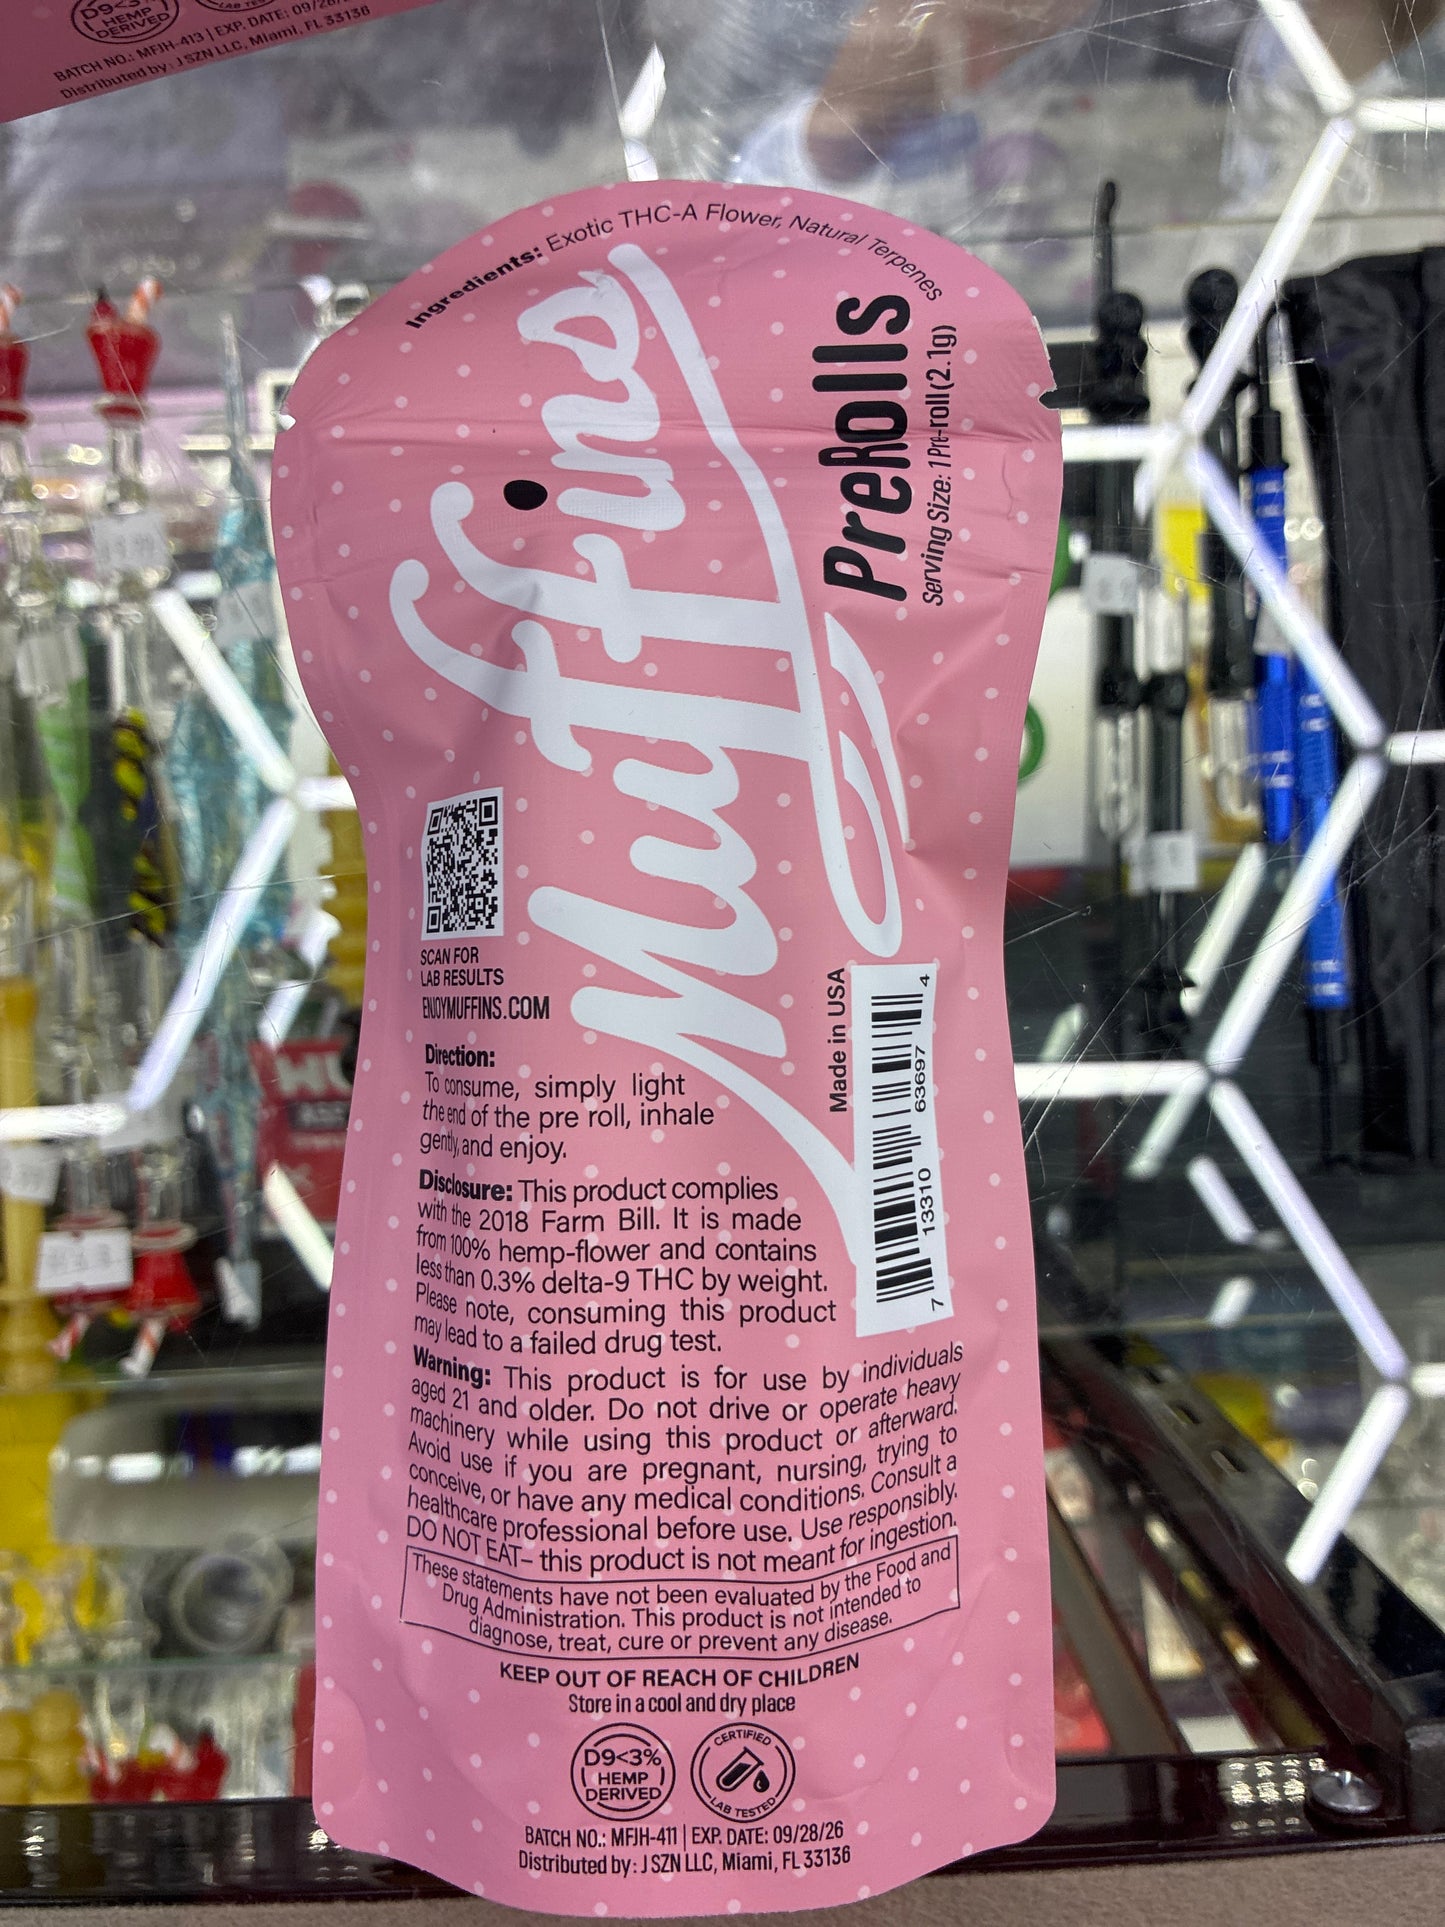 HEMP
DERIVED
BATCH NO.: MFJH-413 | EXP. DATE: 09/28/
Distributed by: J SZN LLC, Miami, FL 33136
Ingredients: Exotic THC-A Flower, Natural Terpenes
Muffins
PreRolls
Serving Size: 1 Pre-roll (2.1g)
SCAN FOR
LAB RESULTS
ENJOYMUFFINS.COM
Made in USA
7 13310 63697 4
Direction:
To consume, simply light
the end of the pre roll, inhale
gently, and enjoy.
Disclosure: This product complies
with the 2018 Farm Bill. It is made
from 100% hemp-flower and contains
less than 0.3% delta-9 THC by weight.
Please note, consuming this product
may lead to a failed drug test.
Warning: This product is for use by individuals
aged 21 and older. Do not drive or operate heavy
machinery while using this product or afterward.
Avoid use if you are pregnant, nursing, trying to
conceive, or have any medical conditions. Consult a
healthcare professional before use. Use responsibly.
DO NOT EAT– this product is not meant for ingestion.
These statements have not been evaluated by the Food and
Drug Administration. This product is not intended to
diagnose, treat, cure or prevent any disease.
KEEP OUT OF REACH OF CHILDREN
Store in a cool and dry place
D9<3%
HEMP
DERIVED
CERTIFIED
LAB TESTED
BATCH NO.: MFJH-411 | EXP. DATE: 09/28/26
Distributed by: J SZN LLC, Miami, FL 33136